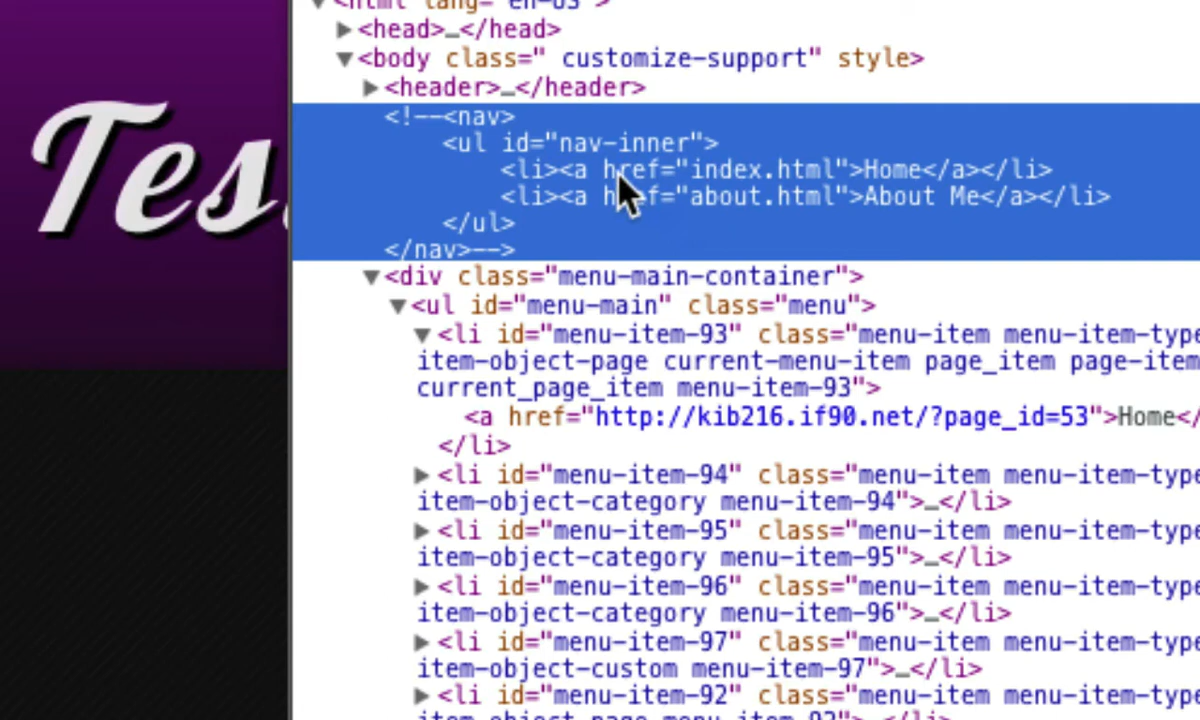 <html lang="en-US">
▶<head>…</head>
▼<body class=" customize-support" style>
▶<header>…</header>
<!--<nav>
<ul id="nav-inner">
<li><a href="index.html">Home</a></li>
<li><a href="about.html">About Me</a></li>
</ul>
</nav>-->
▼<div class="menu-main-container">
▼<ul id="menu-main" class="menu">
▼<li id="menu-item-93" class="menu-item menu-item-type
item-object-page current-menu-item page_item page-item
current_page_item menu-item-93">
<a href="http://kib216.if90.net/?page_id=53">Home</
</li>
▶<li id="menu-item-94" class="menu-item menu-item-type
item-object-category menu-item-94">…</li>
▶<li id="menu-item-95" class="menu-item menu-item-type
item-object-category menu-item-95">…</li>
▶<li id="menu-item-96" class="menu-item menu-item-type
item-object-category menu-item-96">…</li>
▶<li id="menu-item-97" class="menu-item menu-item-type
item-object-custom menu-item-97">…</li>
▶<li id="menu-item-92" class="menu-item menu-item-type
item-object-page menu-item-92">…</li>
Tes